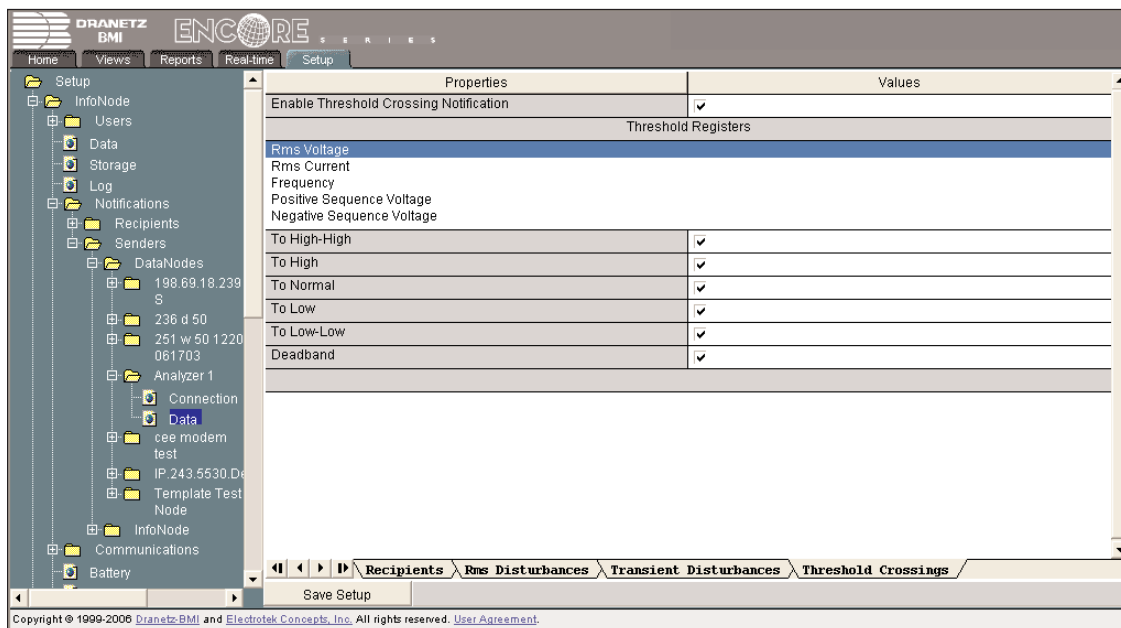 DRANETZ
BMI
ENCORE
SERIES
Home Views Reports Real-time Setup
Setup
InfoNode
Users
Data
Storage
Log
Notifications
Recipients
Senders
DataNodes
198.69.18.239
S
236 d 50
251 w 50 1220
061703
Analyzer 1
Connection
Data
cee modem
test
IP.243.5530.De
Template Test
Node
InfoNode
Communications
Battery
Properties Values
Enable Threshold Crossing Notification
Threshold Registers
Rms Voltage
Rms Current
Frequency
Positive Sequence Voltage
Negative Sequence Voltage
To High-High
To High
To Normal
To Low
To Low-Low
Deadband
Recipients Rms Disturbances Transient Disturbances Threshold Crossings
Save Setup
Copyright © 1999-2006 Dranetz-BMI and Electrotek Concepts, Inc. All rights reserved. User Agreement.